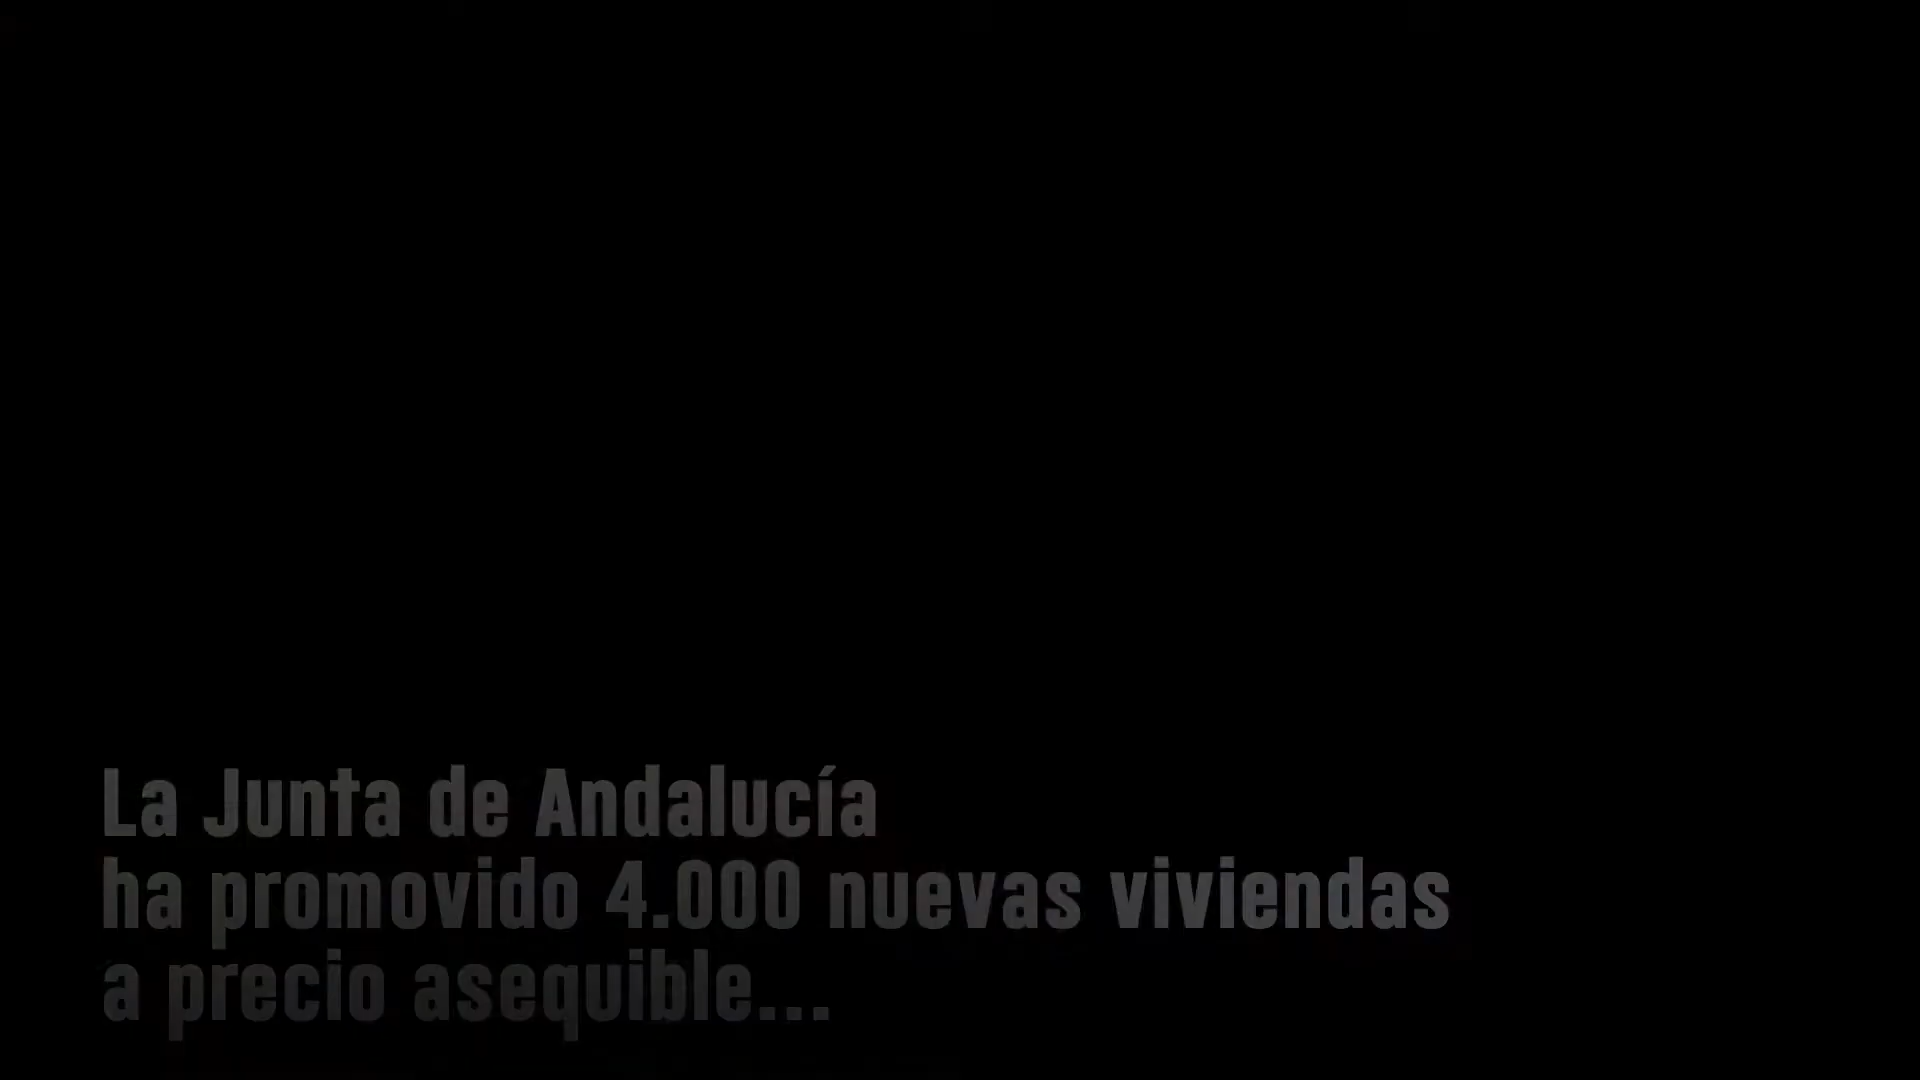 La Junta de Andalucía
ha promovido 4.000 nuevas viviendas
a precio asequible...